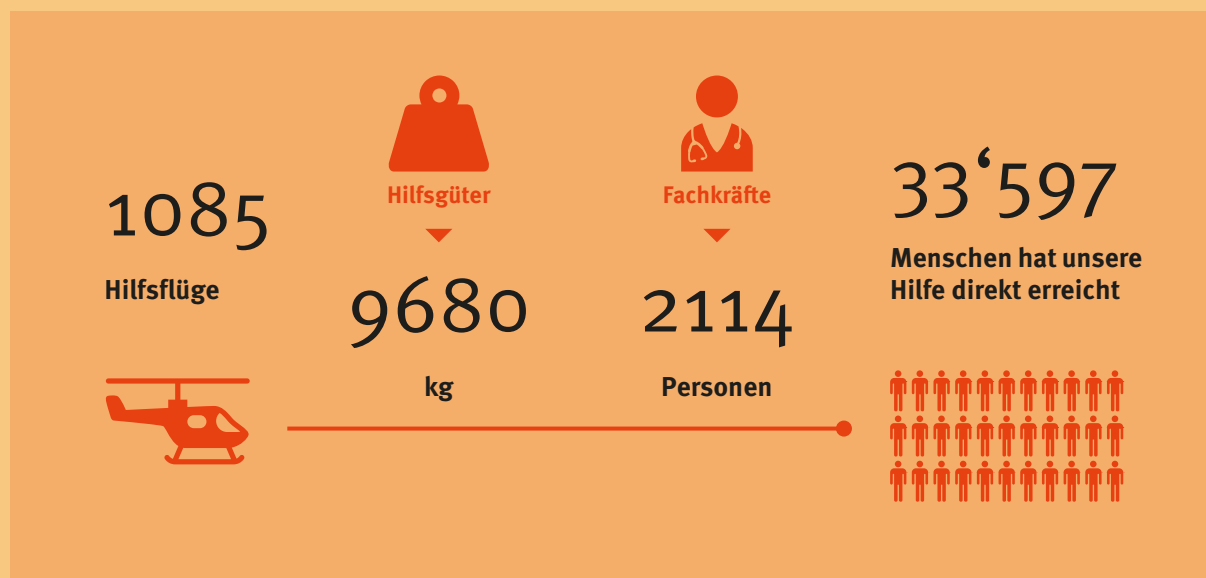 1085
Hilfsflüge
Hilfsgüter
9680
kg
Fachkräfte
2114
Personen
33‘597
Menschen hat unsere
Hilfe direkt erreicht